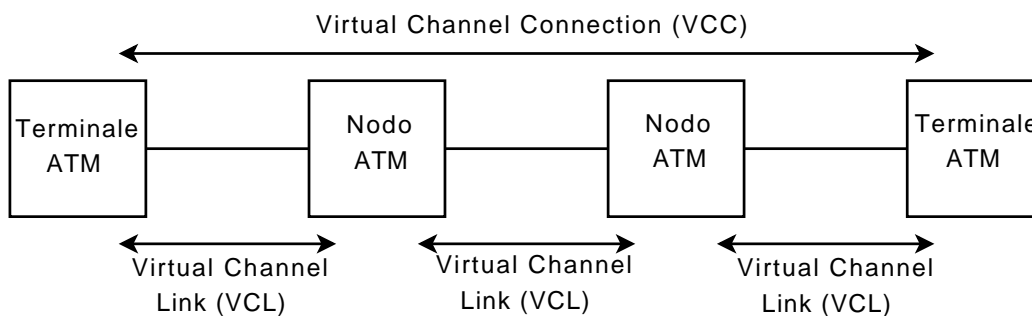 Virtual Channel Connection (VCC)
Terminale
ATM
Nodo
ATM
Nodo
ATM
Terminale
ATM
Virtual Channel
Link (VCL)
Virtual Channel
Link (VCL)
Virtual Channel
Link (VCL)